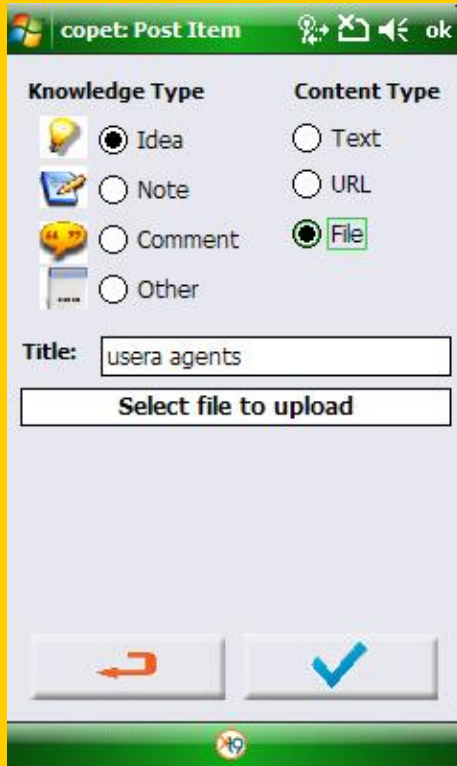 copet: Post Item ok
Knowledge Type Content Type
Idea Text
Note URL
Comment File
Other
Title: usera agents
Select file to upload